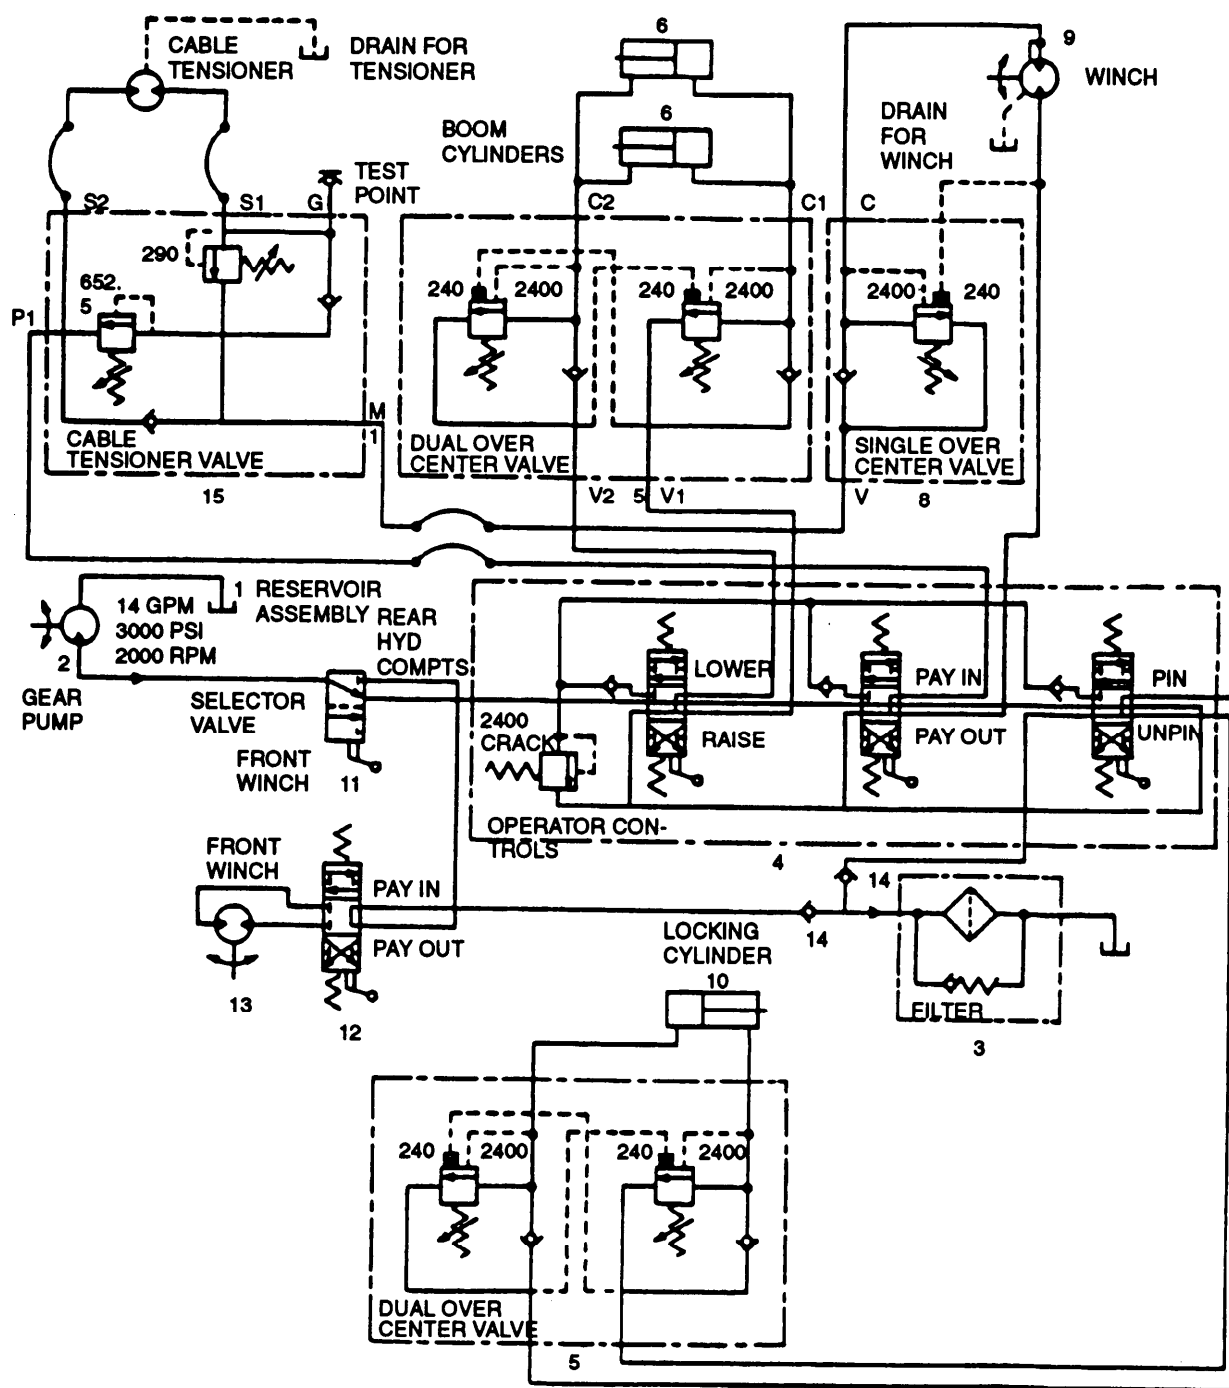 CABLE
TENSIONER
DRAIN FOR
TENSIONER
6
6
BOOM
CYLINDERS
9
WINCH
DRAIN
FOR
WINCH
TEST
POINT
S2
S1
G
C2
C1
C
290
652.
5
P1
240
2400
240
2400
2400
240
M
1
CABLE
TENSIONER VALVE
15
DUAL OVER
CENTER VALVE
V2
5
V1
SINGLE OVER
CENTER VALVE
V
8
1 RESERVOIR
ASSEMBLY
14 GPM
3000 PSI
2000 RPM
2
GEAR
PUMP
REAR
HYD
COMPTS
SELECTOR
VALVE
FRONT
WINCH
11
LOWER
RAISE
PAY IN
PAY OUT
PIN
UNPIN
2400
CRACK
OPERATOR CON-
TROLS
4
FRONT
WINCH
PAY IN
PAY OUT
13
12
14
14
LOCKING
CYLINDER
10
FILTER
3
240
2400
240
2400
DUAL OVER
CENTER VALVE
5